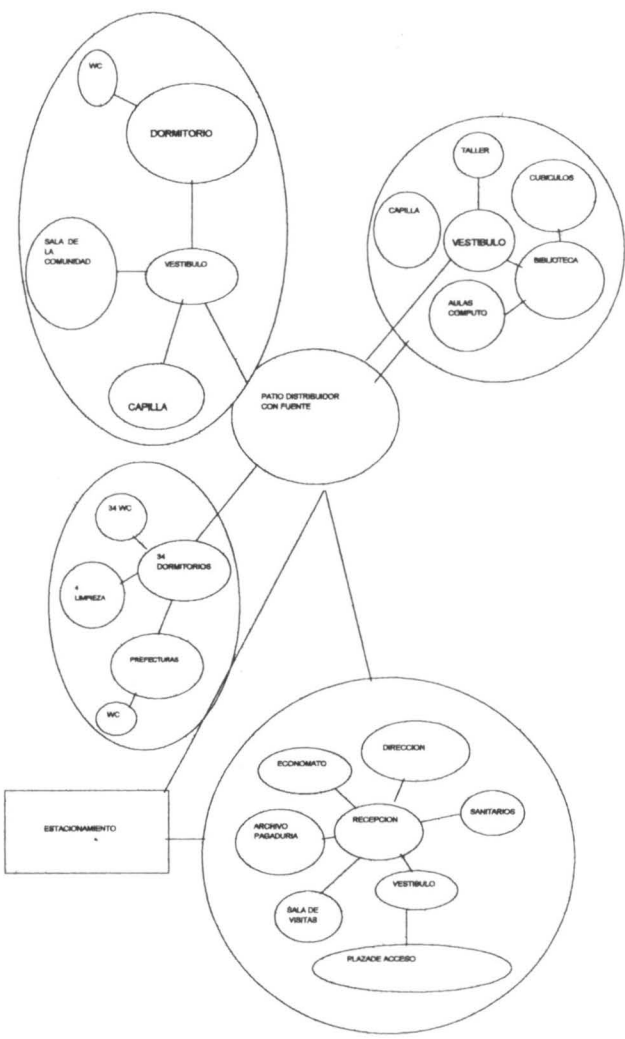 WC
DORMITORIO
SALA DE
LA
COMUNIDAD
VESTIBULO
CAPILLA
TALLER
CUBICULOS
CAPILLA
VESTIBULO
BIBLIOTECA
AULAS
COMPUTO
PATIO DISTRIBUIDOR
CON FUENTE
34 WC
34
DORMITORIOS
4
LIMPIEZA
PREFECTURAS
WC
ESTACIONAMIENTO
DIRECCION
ECONOMATO
RECEPCION
SANITARIOS
ARCHIVO
PAGADURIA
VESTIBULO
SALA DE
VISITAS
PLAZADE ACCESO